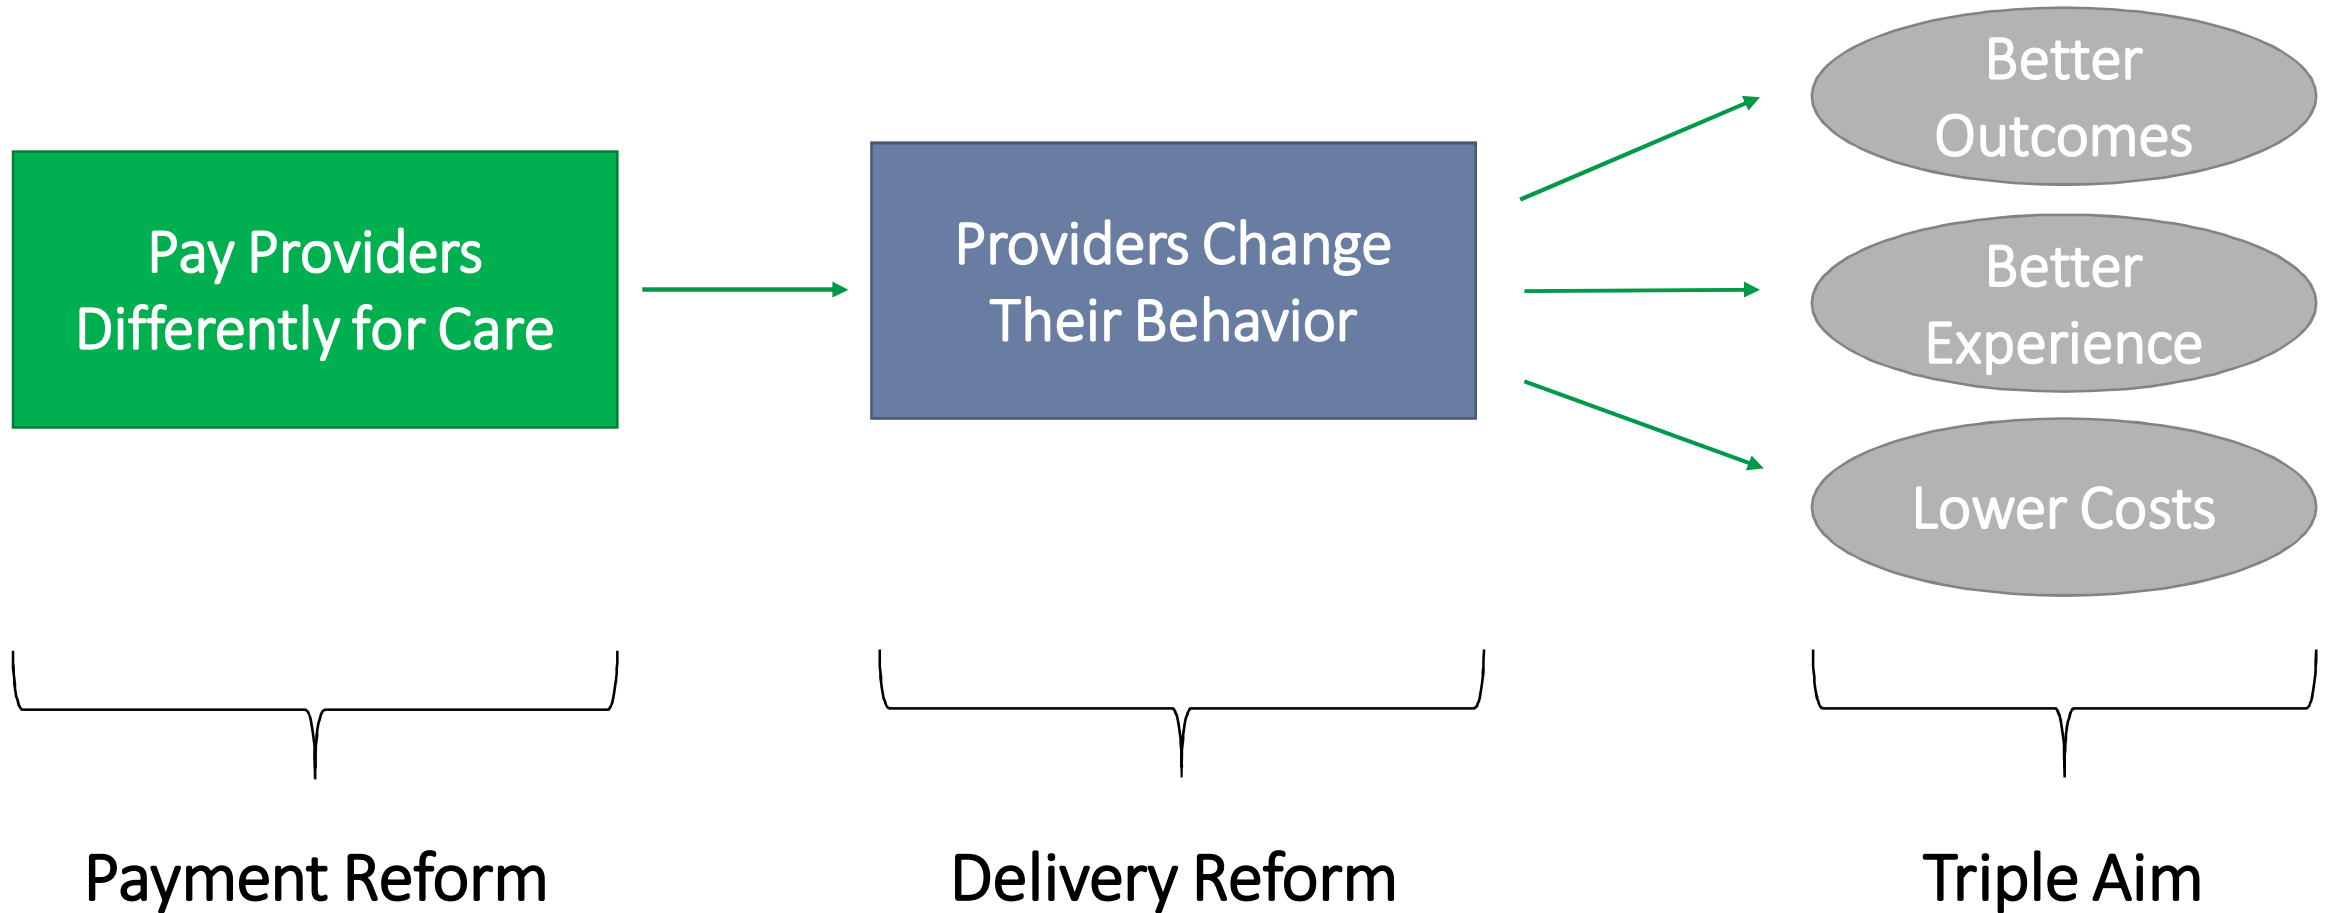 Pay Providers
Differently for Care
Providers Change
Their Behavior
Better
Outcomes
Better
Experience
Lower Costs
Payment Reform
Delivery Reform
Triple Aim